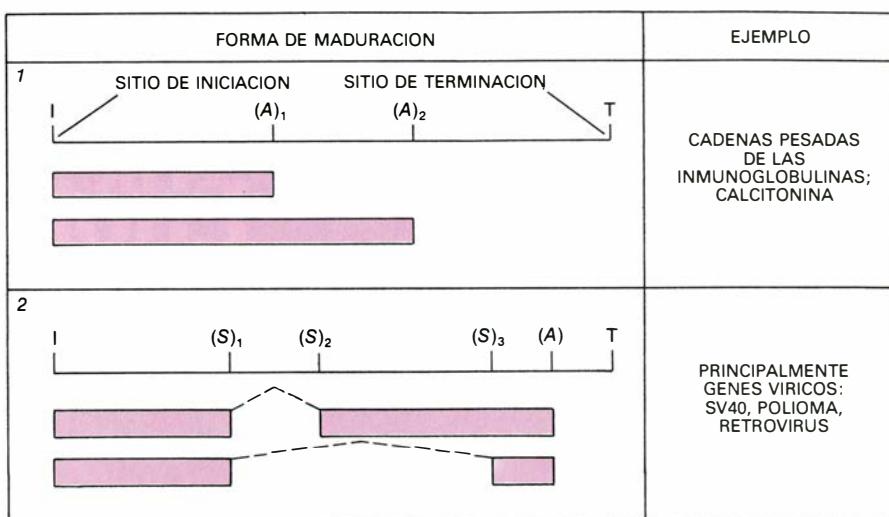 FORMA DE MADURACION
EJEMPLO
1
SITIO DE INICIACION
SITIO DE TERMINACION
I
(A)₁
(A)₂
T
CADENAS PESADAS
DE LAS
INMUNOGLOBULINAS;
CALCITONINA
2
I
(S)₁
(S)₂
(S)₃
(A)
T
PRINCIPALMENTE
GENES VIRICOS:
SV40, POLIOMA,
RETROVIRUS